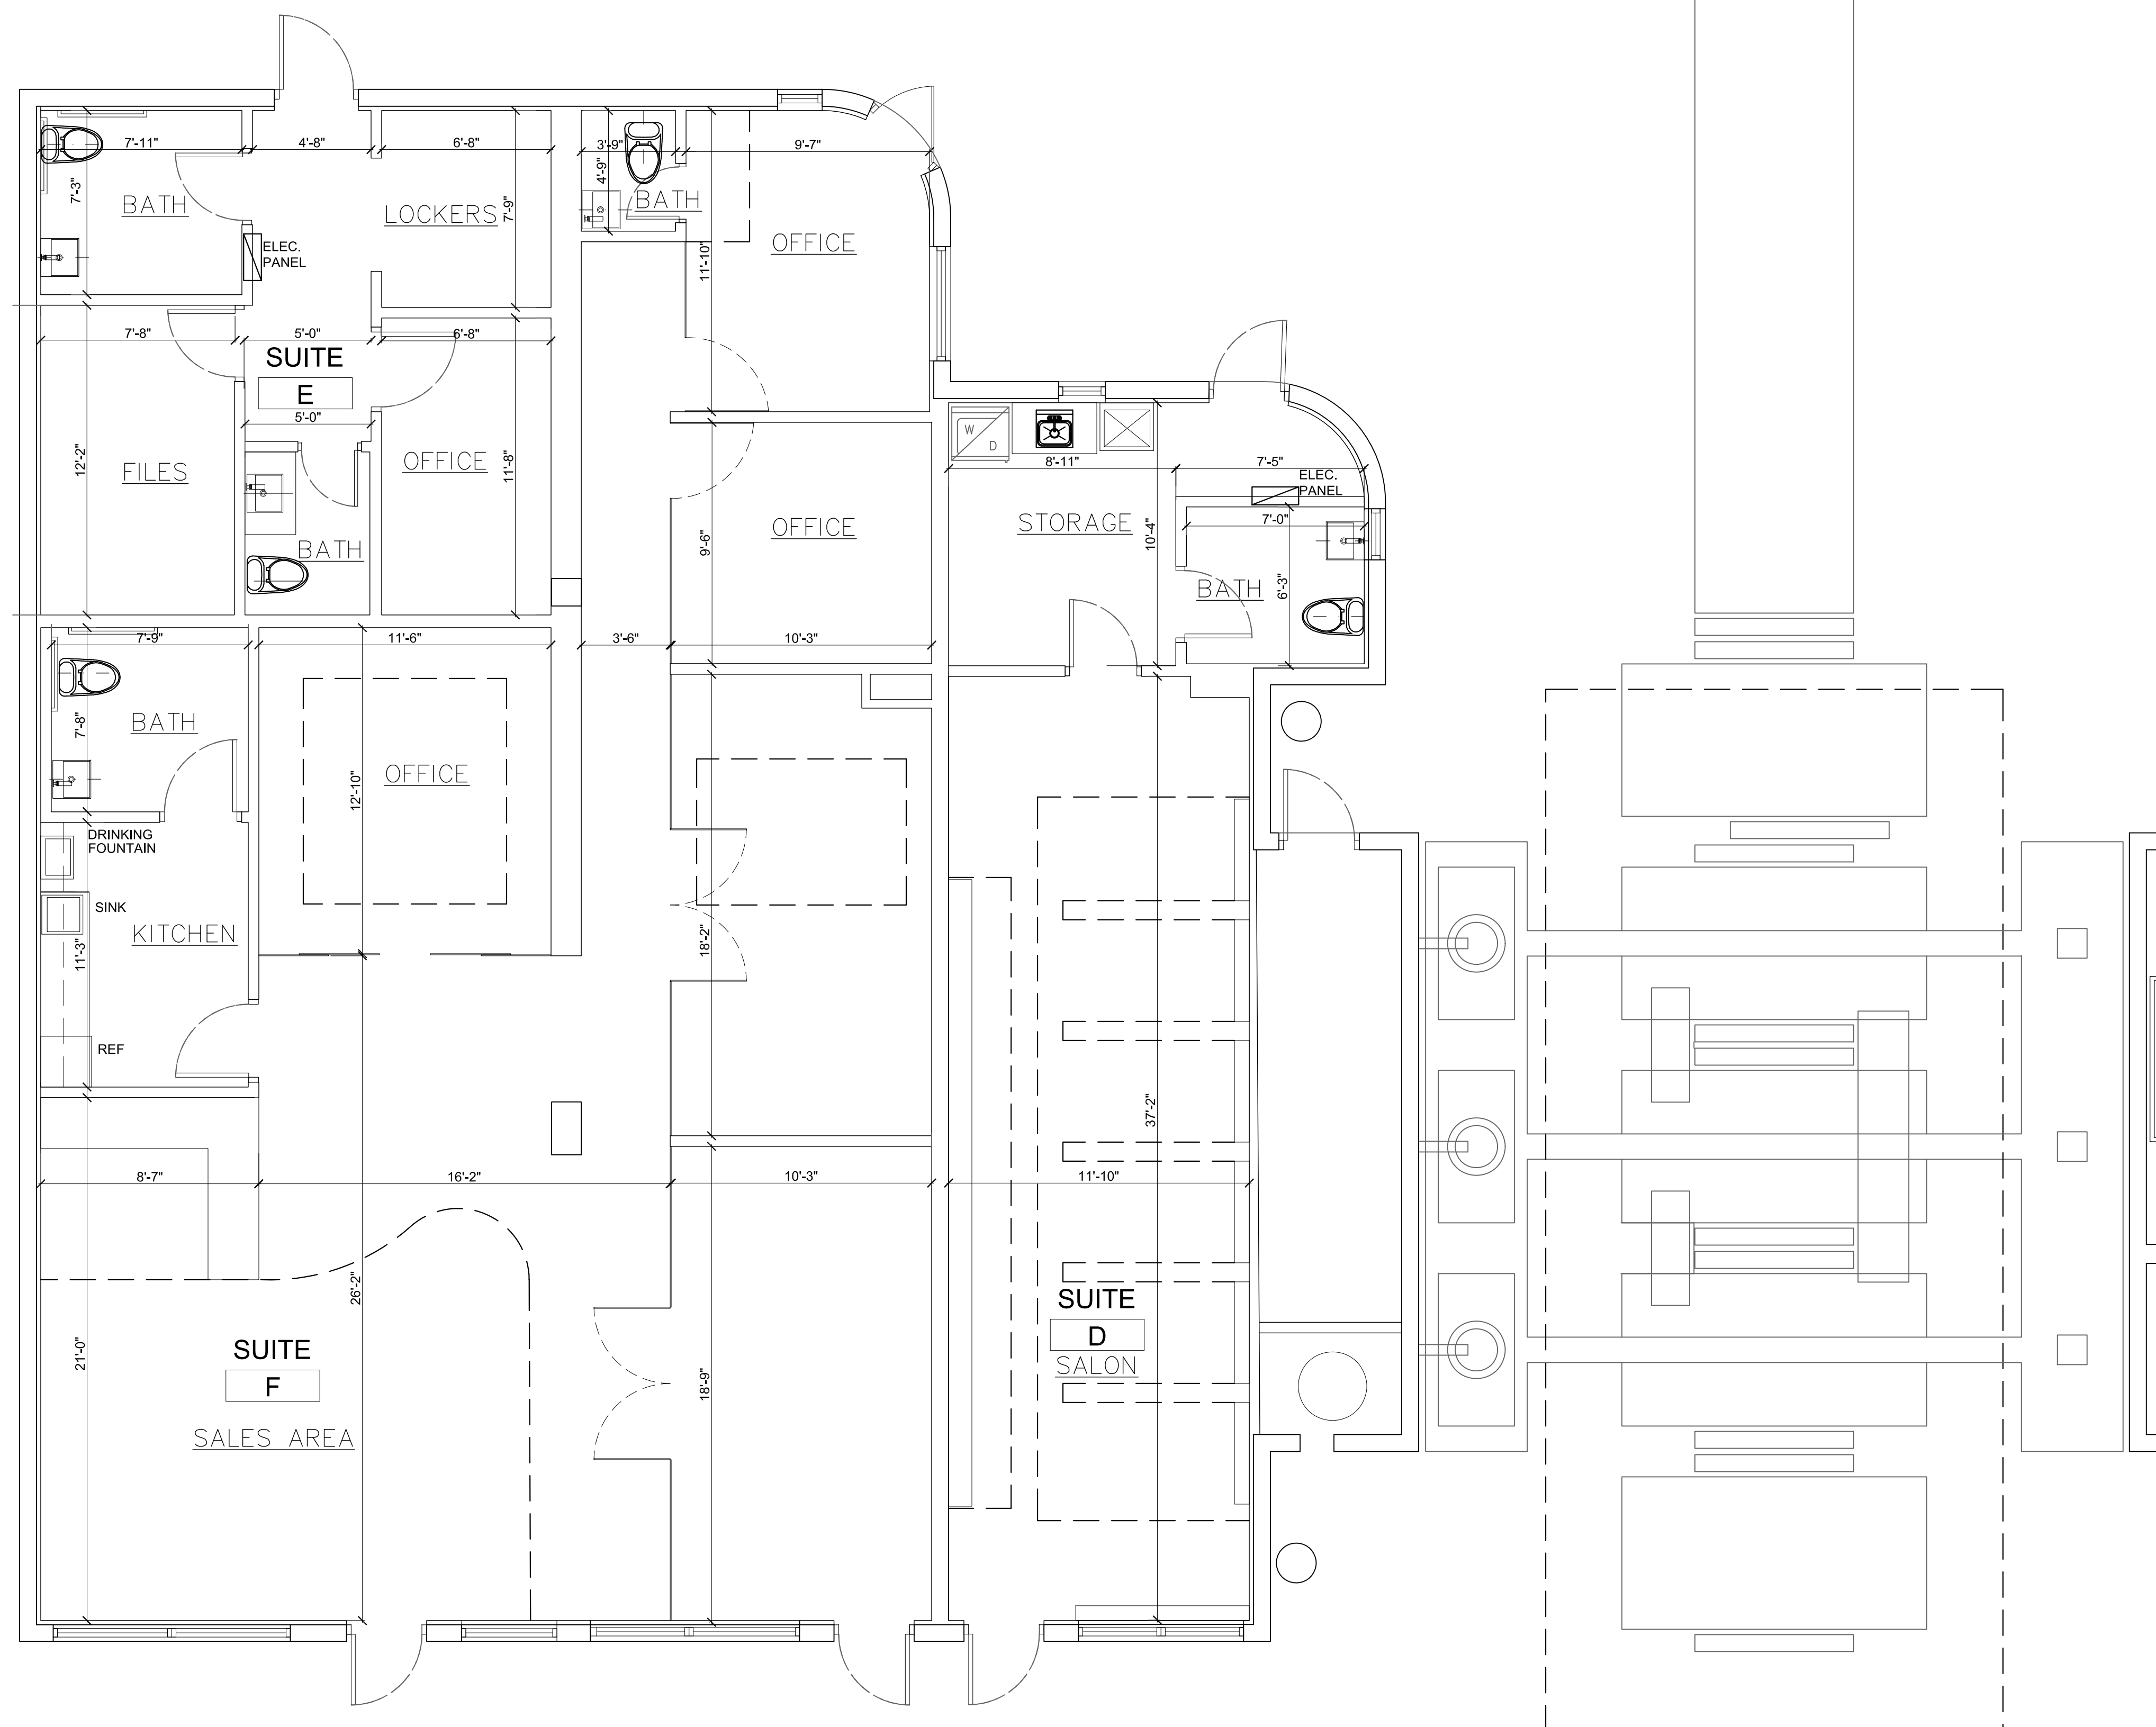 7'-11"
4'-8"
6'-8"
3'-9"
9'-7"
7'-3"
4'-9"
BATH
LOCKERS
7'-9"
BATH
OFFICE
11'-10"
ELEC.
PANEL
7'-8"
5'-0"
6'-8"
SUITE
E
5'-0"
12'-2"
FILES
OFFICE
11'-8"
BATH
W
D
8'-11"
7'-5"
ELEC.
PANEL
OFFICE
9'-6"
STORAGE
10'-4"
7'-0"
BATH
6'-3"
7'-9"
11'-6"
3'-6"
10'-3"
7'-8"
BATH
OFFICE
12'-10"
DRINKING
FOUNTAIN
SINK
KITCHEN
11'-3"
18'-2"
REF
37'-2"
8'-7"
16'-2"
10'-3"
11'-10"
26'-2"
21'-0"
SUITE
F
SALES AREA
18'-9"
SUITE
D
SALON